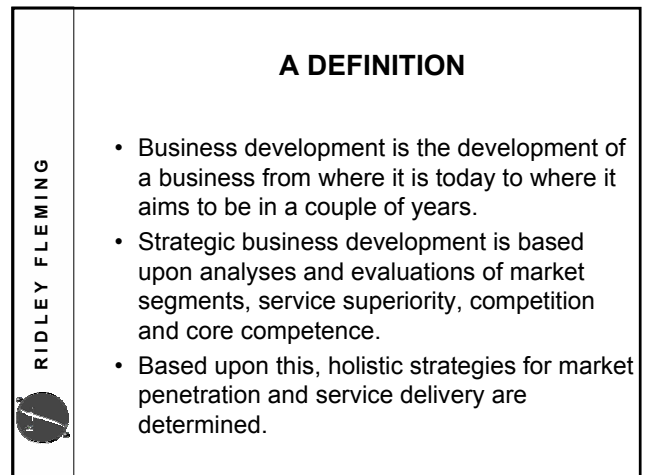 A DEFINITION
• Business development is the development of
a business from where it is today to where it
aims to be in a couple of years.
• Strategic business development is based
upon analyses and evaluations of market
segments, service superiority, competition
and core competence.
• Based upon this, holistic strategies for market
penetration and service delivery are
determined.
RIDLEY FLEMING